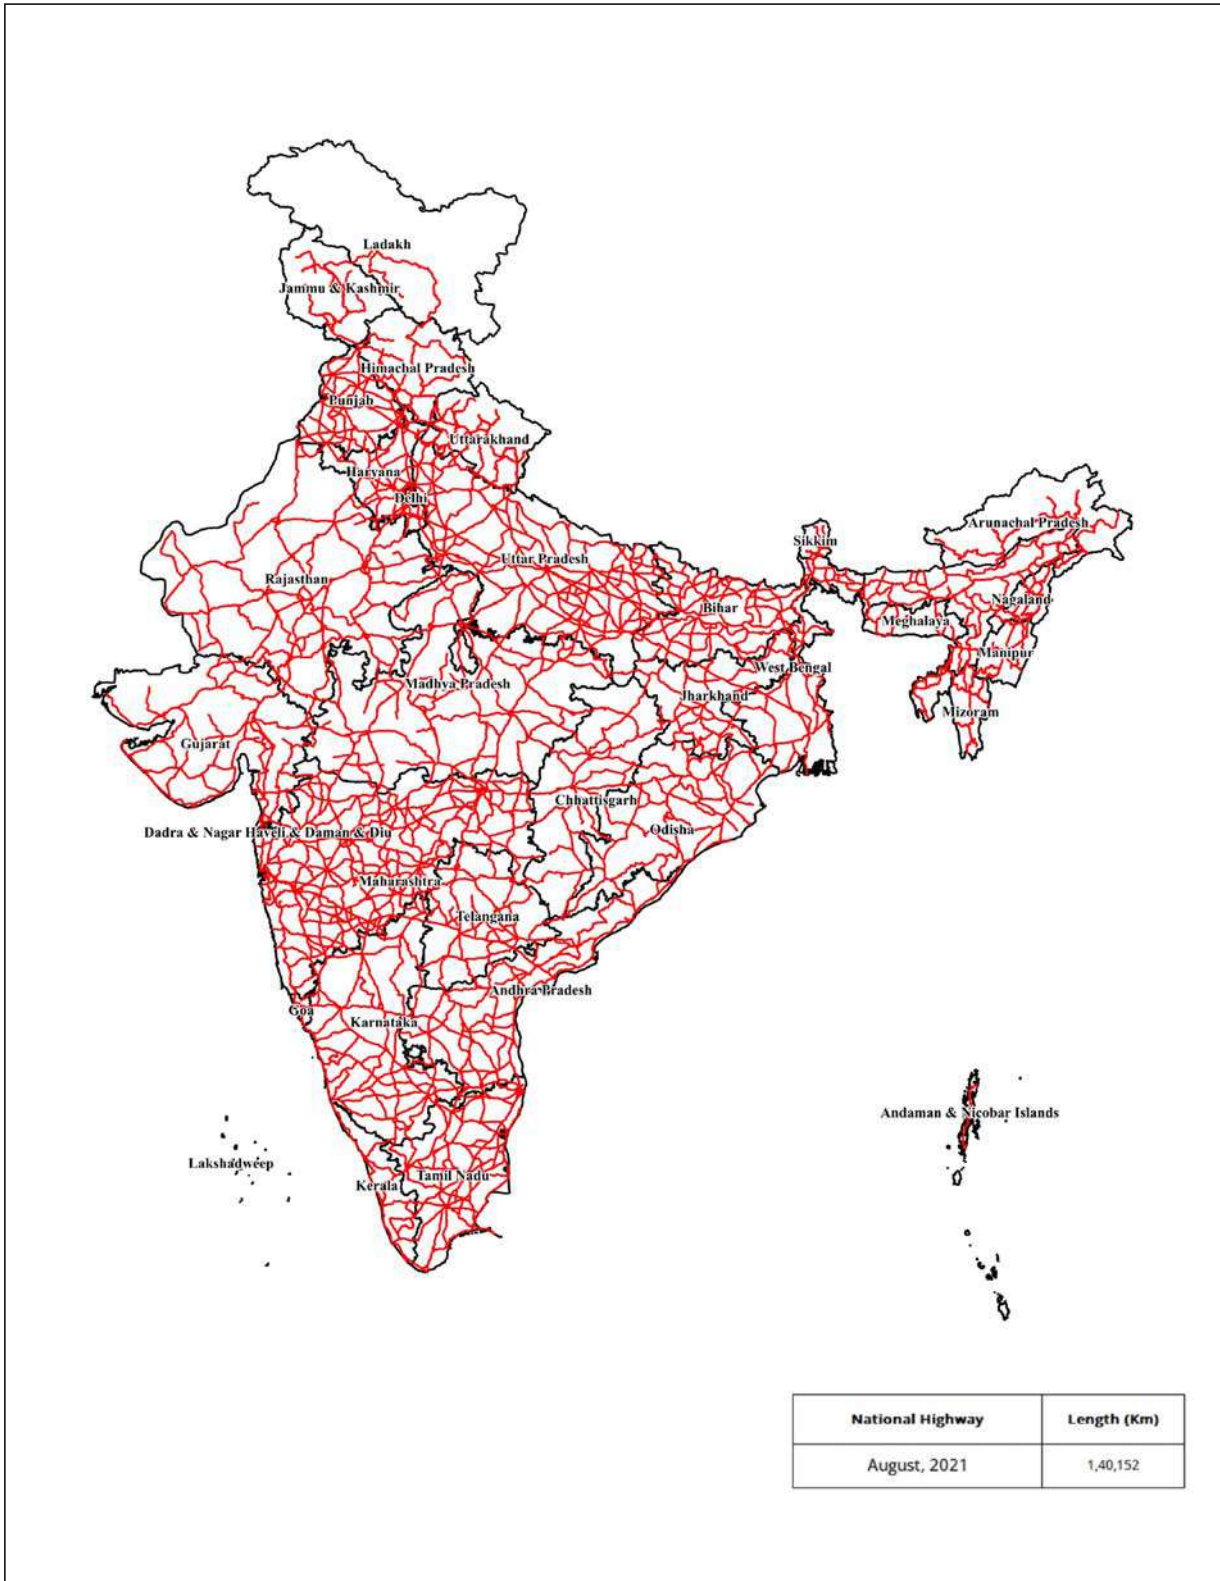 Ladakh
Jammu & Kashmir
Himachal Pradesh
Punjab
Uttarakhand
Haryana
Delhi
Arunachal Pradesh
Sikkim
Uttar Pradesh
Rajasthan
Nagaland
Bihar
Meghalaya
Manipur
West Bengal
Madhya Pradesh
Jharkhand
Mizoram
Gujarat
Chhattisgarh
Odisha
Dadra & Nagar Haveli & Daman & Diu
Maharashtra
Telangana
Andhra Pradesh
Goa
Karnataka
Andaman & Nicobar Islands
Lakshadweep
Tamil Nadu
Kerala
National Highway Length (Km)
August, 2021 1,40,152